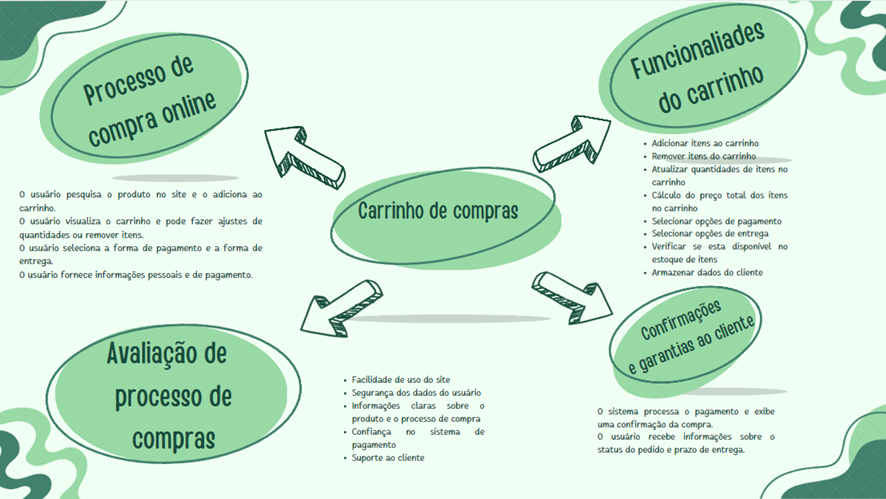 Processo de
compra online
O usuário pesquisa o produto no site e o adiciona ao
carrinho.
O usuário visualiza o carrinho e pode fazer ajustes de
quantidades ou remover itens.
O usuário seleciona a forma de pagamento e a forma de
entrega.
O usuário fornece informações pessoais e de pagamento.
Funcionaliades
do carrinho
• Adicionar itens ao carrinho
• Remover itens do carrinho
• Atualizar quantidades de itens no
carrinho
• Cálculo do preço total dos itens
no carrinho
• Selecionar opções de pagamento
• Selecionar opções de entrega
• Verificar se esta disponível no
estoque de itens
• Armazenar dados do cliente
Carrinho de compras
Avaliação de
processo de
compras
• Facilidade de uso do site
• Segurança dos dados do usuário
• Informações claras sobre o
produto e o processo de compra
• Confiança no sistema de
pagamento
• Suporte ao cliente
Confirmações
e garantias ao cliente
O sistema processa o pagamento e exibe
uma confirmação da compra.
O usuário recebe informações sobre o
status do pedido e prazo de entrega.